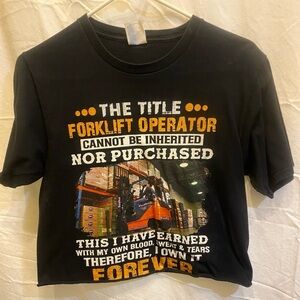 THE TITLE
FORKLIFT OPERATOR
CANNOT BE INHERITED
NOR PURCHASED
THIS I HAVE EARNED
WITH MY OWN BLOOD, SWEAT & TEARS
THEREFORE, I OWN IT
FOREVER